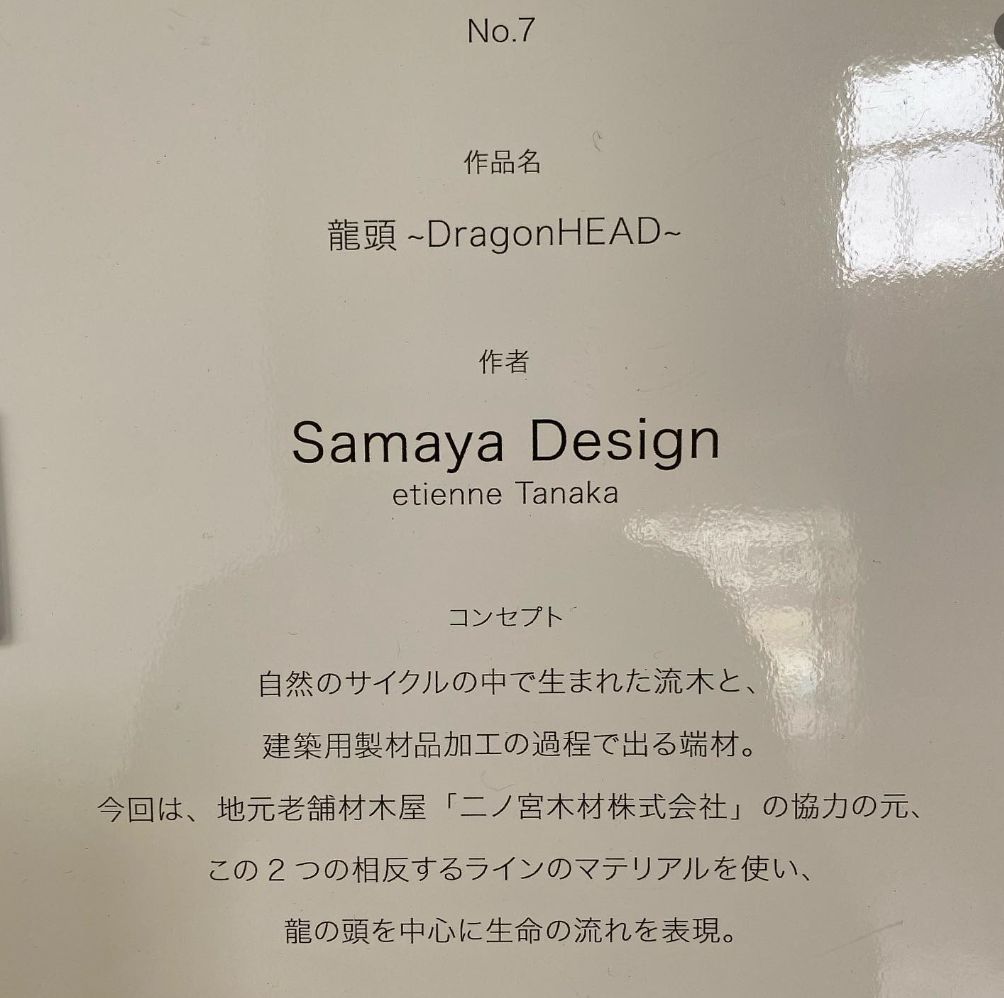 No.7
作品名
龍頭 ~DragonHEAD~
作者
Samaya Design
etienne Tanaka
コンセプト
自然のサイクルの中で生まれた流木と、
建築用製材品加工の過程で出る端材。
今回は、地元老舗材木屋「二ノ宮木材株式会社」の協力の元、
この2つの相反するラインのマテリアルを使い、
龍の頭を中心に生命の流れを表現。